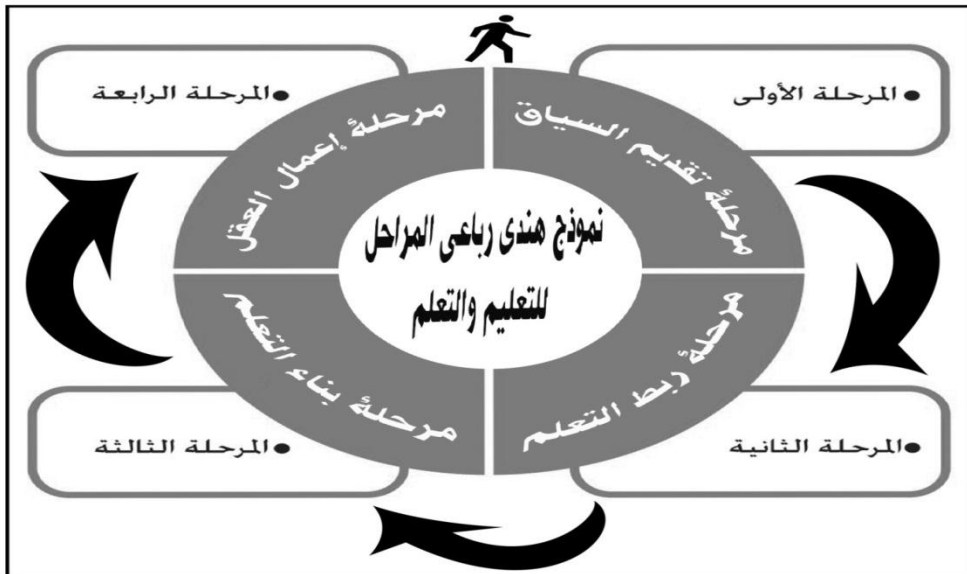 المرحلة الأولى
مرحلة تقديم السياق
المرحلة الثانية
مرحلة ربط التعلم
المرحلة الثالثة
مرحلة بناء التعلم
المرحلة الرابعة
مرحلة إعمال العقل
نموذج هندى رباعى المراحل
للتعليم والتعلم